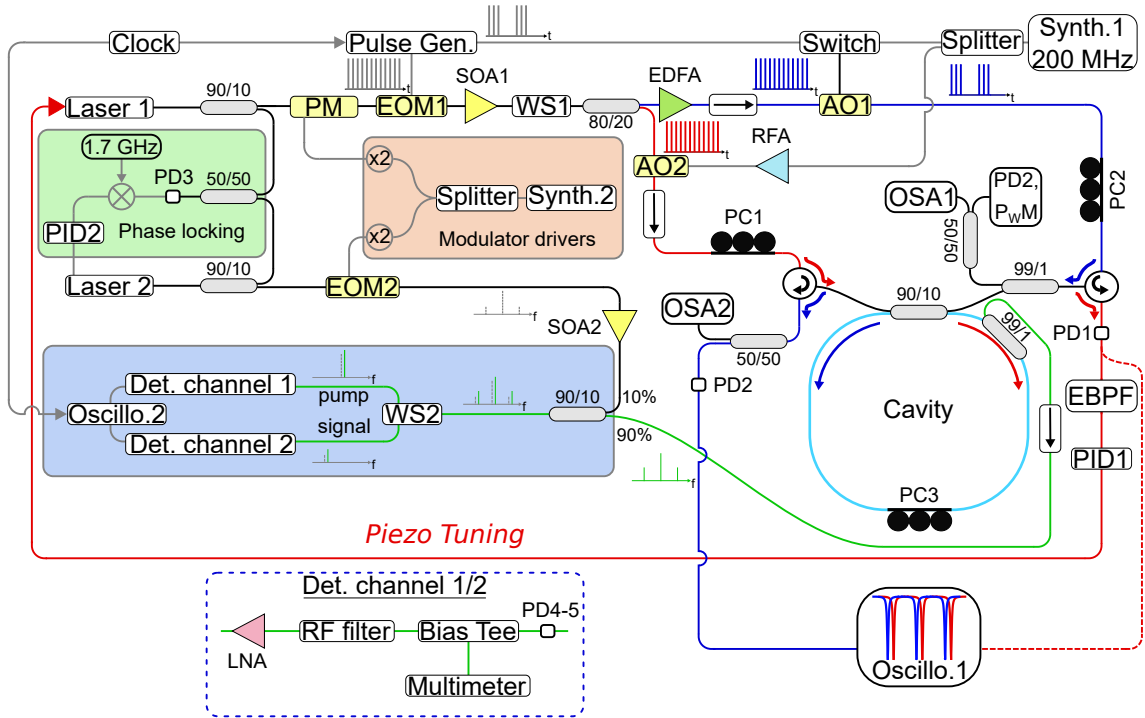 Clock
Pulse Gen.
t
Switch
Splitter
Synth.1
200 MHz
t
SOA1
EDFA
t
t
Laser 1
90/10
PM
EOM1
WS1
80/20
AO1
RFA
t
AO2
1.7 GHz
PD3
50/50
PID2
Phase locking
x2
Splitter
Synth.2
x2
Modulator drivers
PC1
OSA1
PD2,
PWM
50/50
PC2
Laser 2
90/10
EOM2
f
SOA2
OSA2
50/50
90/10
99/1
99/1
PD1
PD2
EBPF
Cavity
Det. channel 1
f
pump
Oscillo.2
WS2
f
90/10
10%
signal
Det. channel 2
f
90%
f
PID1
PC3
Piezo Tuning
Det. channel 1/2
PD4-5
RF filter
Bias Tee
LNA
Multimeter
Oscillo.1